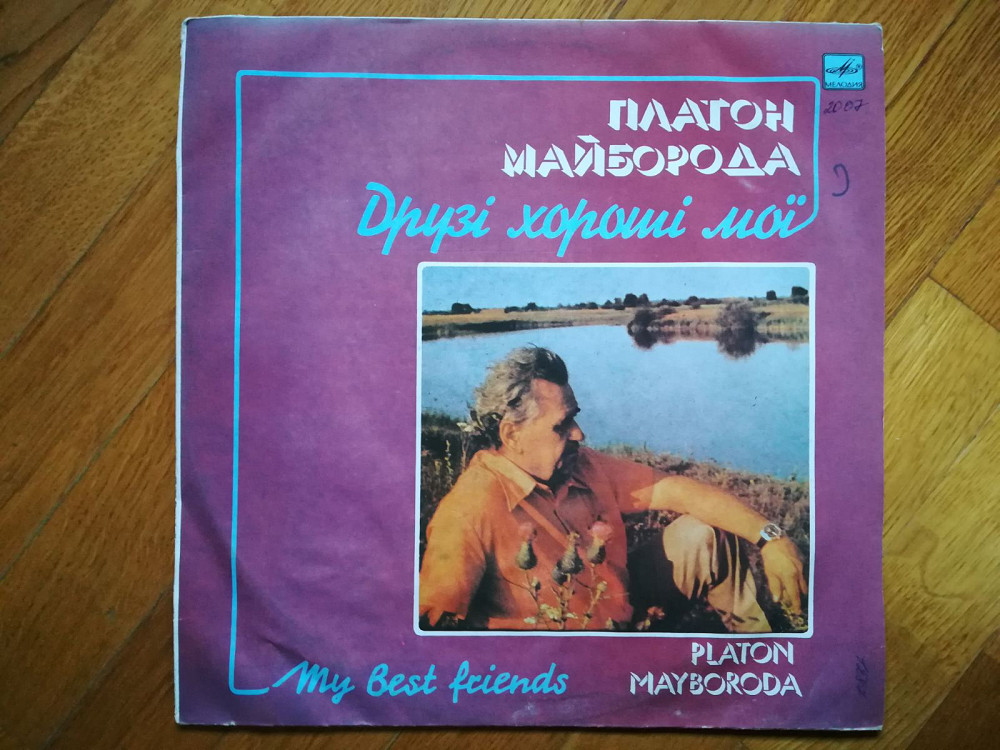 МЕЛОДИЯ
2007
ПЛАТОН
МАЙБОРОДА
Друзі хороші мої
PLATON
MAYBORODA
My Best friends